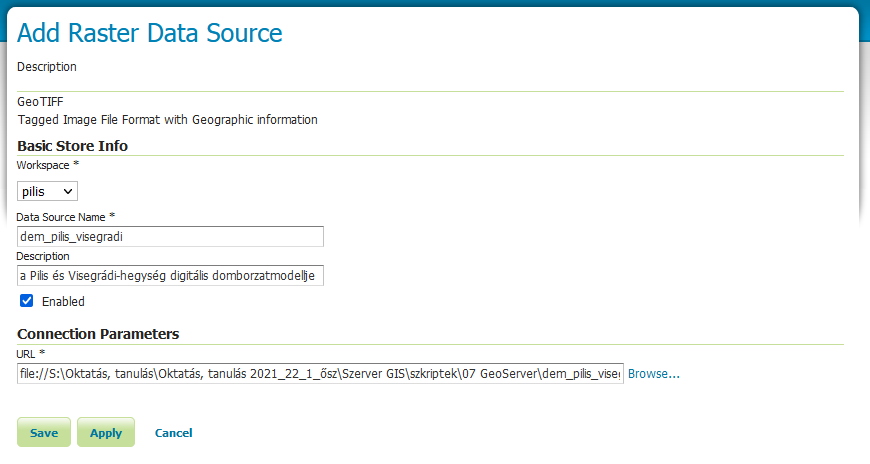 Add Raster Data Source
Description
GeoTIFF
Tagged Image File Format with Geographic information
Basic Store Info
Workspace *
pilis
Data Source Name *
dem_pilis_visegradi
Description
a Pilis és Visegrádi-hegység digitális domborzatmodellje
Enabled
Connection Parameters
URL *
file://S:\Oktatás, tanulás\Oktatás, tanulás 2021_22_1_ősz\Szerver GIS\szkriptek\07 GeoServer\dem_pilis_viseg Browse...
Save Apply Cancel